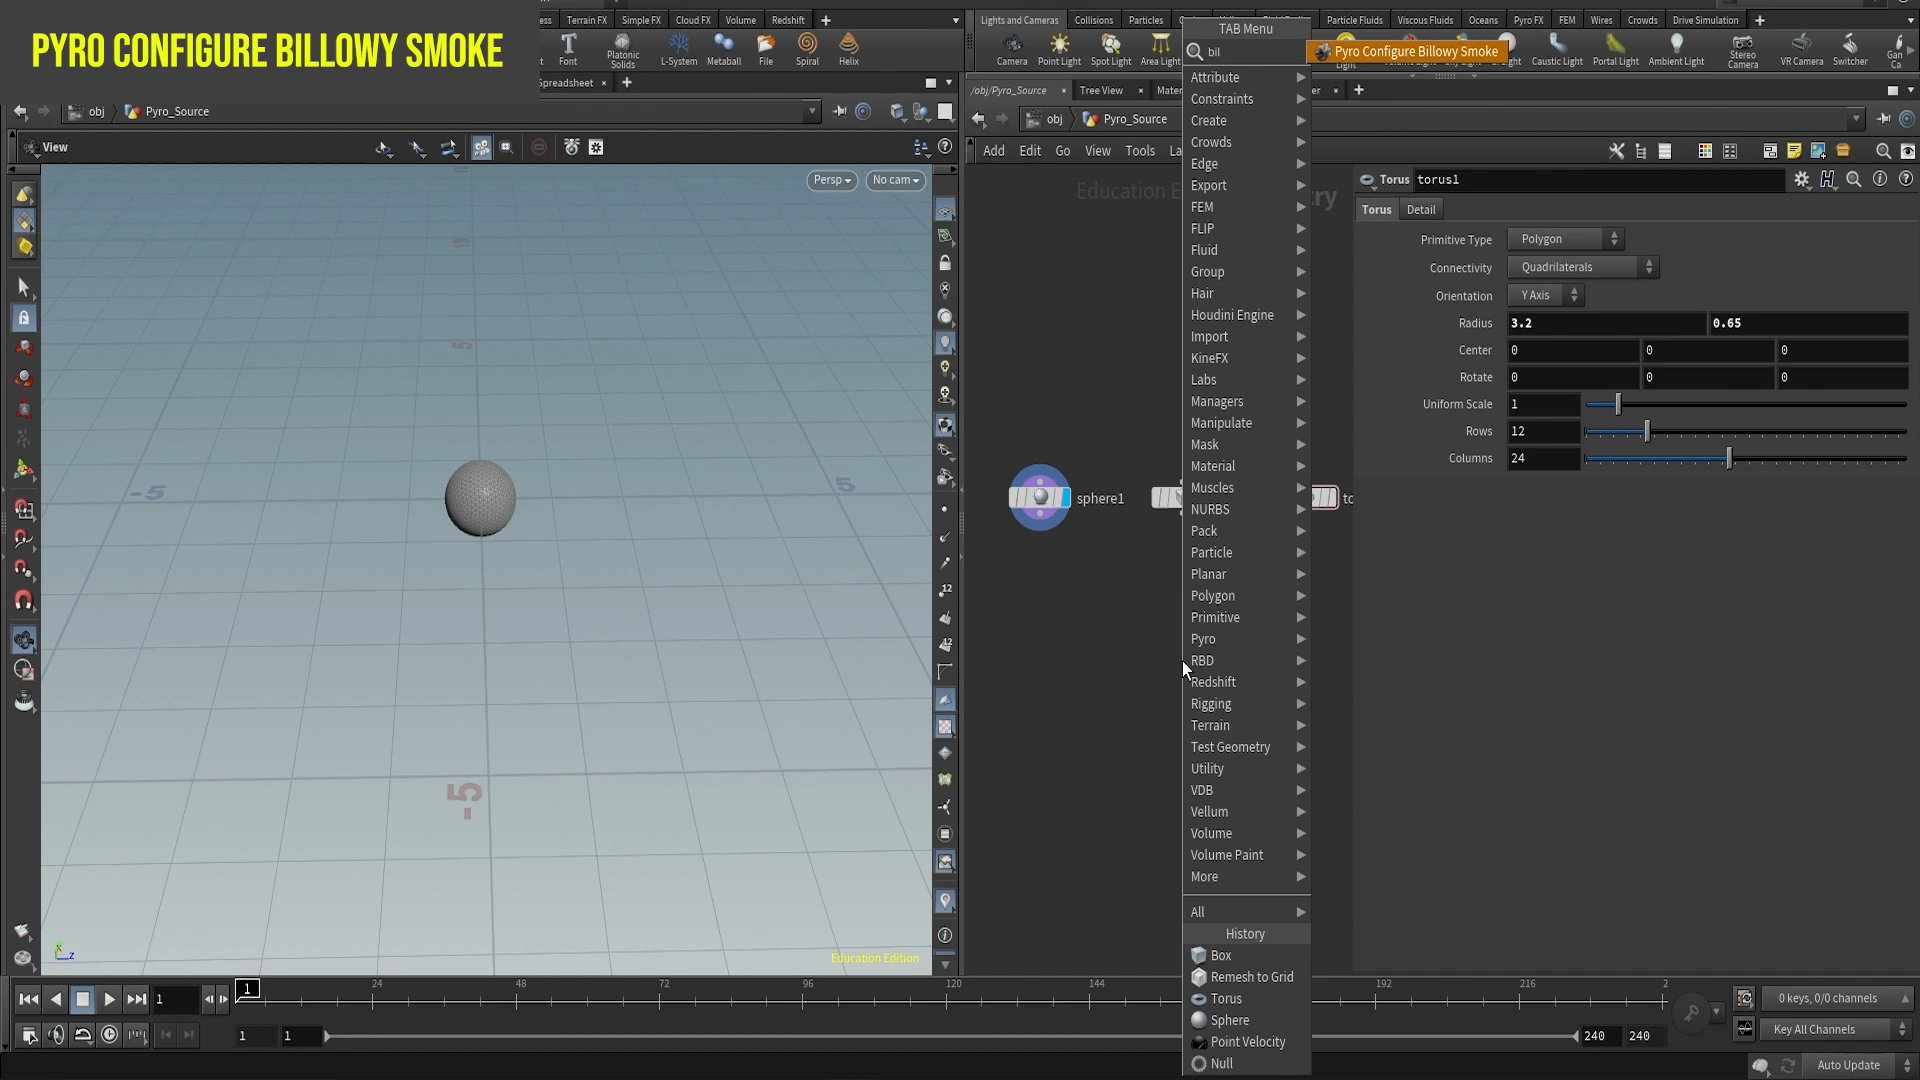 PYRO CONFIGURE BILLOWY SMOKE
Terrain FX
Simple FX
Cloud FX
Volume
Redshift
Font
Platonic
Solids
L-System
Metaball
File
Spiral
Helix
Spreadsheet
obj
Pyro_Source
View
Persp
No cam
-5
5
5
-5
Education Edition
Lights and Cameras
Collisions
Particles
Particle Fluids
Viscous Fluids
Oceans
Pyro FX
FEM
Wires
Crowds
Drive Simulation
Camera
Point Light
Spot Light
Area Light
Caustic Light
Portal Light
Ambient Light
Stereo
Camera
VR Camera
Switcher
Gan
Ca
/obj/Pyro_Source
Tree View
Mater
er
obj
Pyro_Source
Add
Edit
Go
View
Tools
La
Education E
ry
sphere1
to
TAB Menu
bil
Pyro Configure Billowy Smoke
Attribute
Constraints
Create
Crowds
Edge
Export
FEM
FLIP
Fluid
Group
Hair
Houdini Engine
Import
KineFX
Labs
Managers
Manipulate
Mask
Material
Muscles
NURBS
Pack
Particle
Planar
Polygon
Primitive
Pyro
RBD
Redshift
Rigging
Terrain
Test Geometry
Utility
VDB
Vellum
Volume
Volume Paint
More
All
History
Box
Remesh to Grid
Torus
Sphere
Point Velocity
Null
Torus
torus1
Torus
Detail
Primitive Type
Polygon
Connectivity
Quadrilaterals
Orientation
Y Axis
Radius
3.2
0.65
Center
0
0
0
Rotate
0
0
0
Uniform Scale
1
Rows
12
Columns
24
1
1
24
48
72
96
120
144
192
216
2
0 keys, 0/0 channels
1
1
240
240
Key All Channels
Auto Update